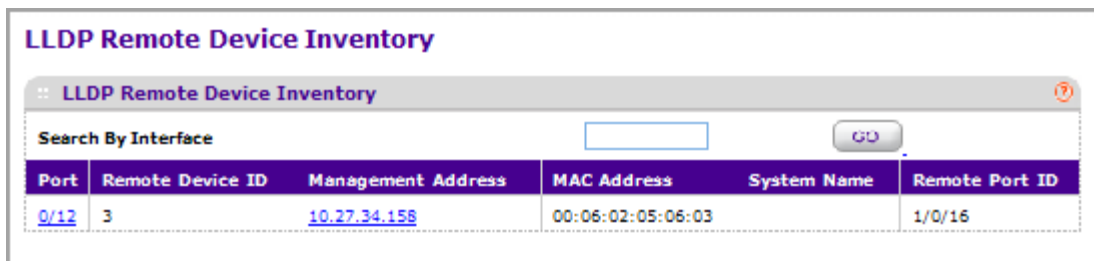 LLDP Remote Device Inventory
LLDP Remote Device Inventory ?
Search By Interface GO
Port Remote Device ID Management Address MAC Address System Name Remote Port ID
0/12 3 10.27.34.158 00:06:02:05:06:03 1/0/16